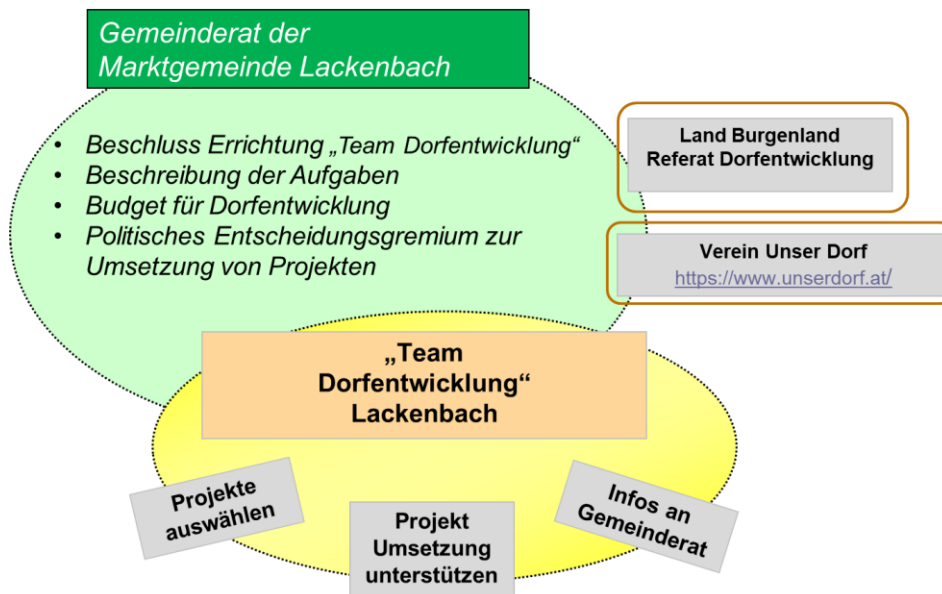 Gemeinderat der
Marktgemeinde Lackenbach
• Beschluss Errichtung „Team Dorfentwicklung“
• Beschreibung der Aufgaben
• Budget für Dorfentwicklung
• Politisches Entscheidungsgremium zur
Umsetzung von Projekten
Land Burgenland
Referat Dorfentwicklung
Verein Unser Dorf
https://www.unserdorf.at/
„Team
Dorfentwicklung“
Lackenbach
Projekte
auswählen
Projekt
Umsetzung
unterstützen
Infos an
Gemeinderat